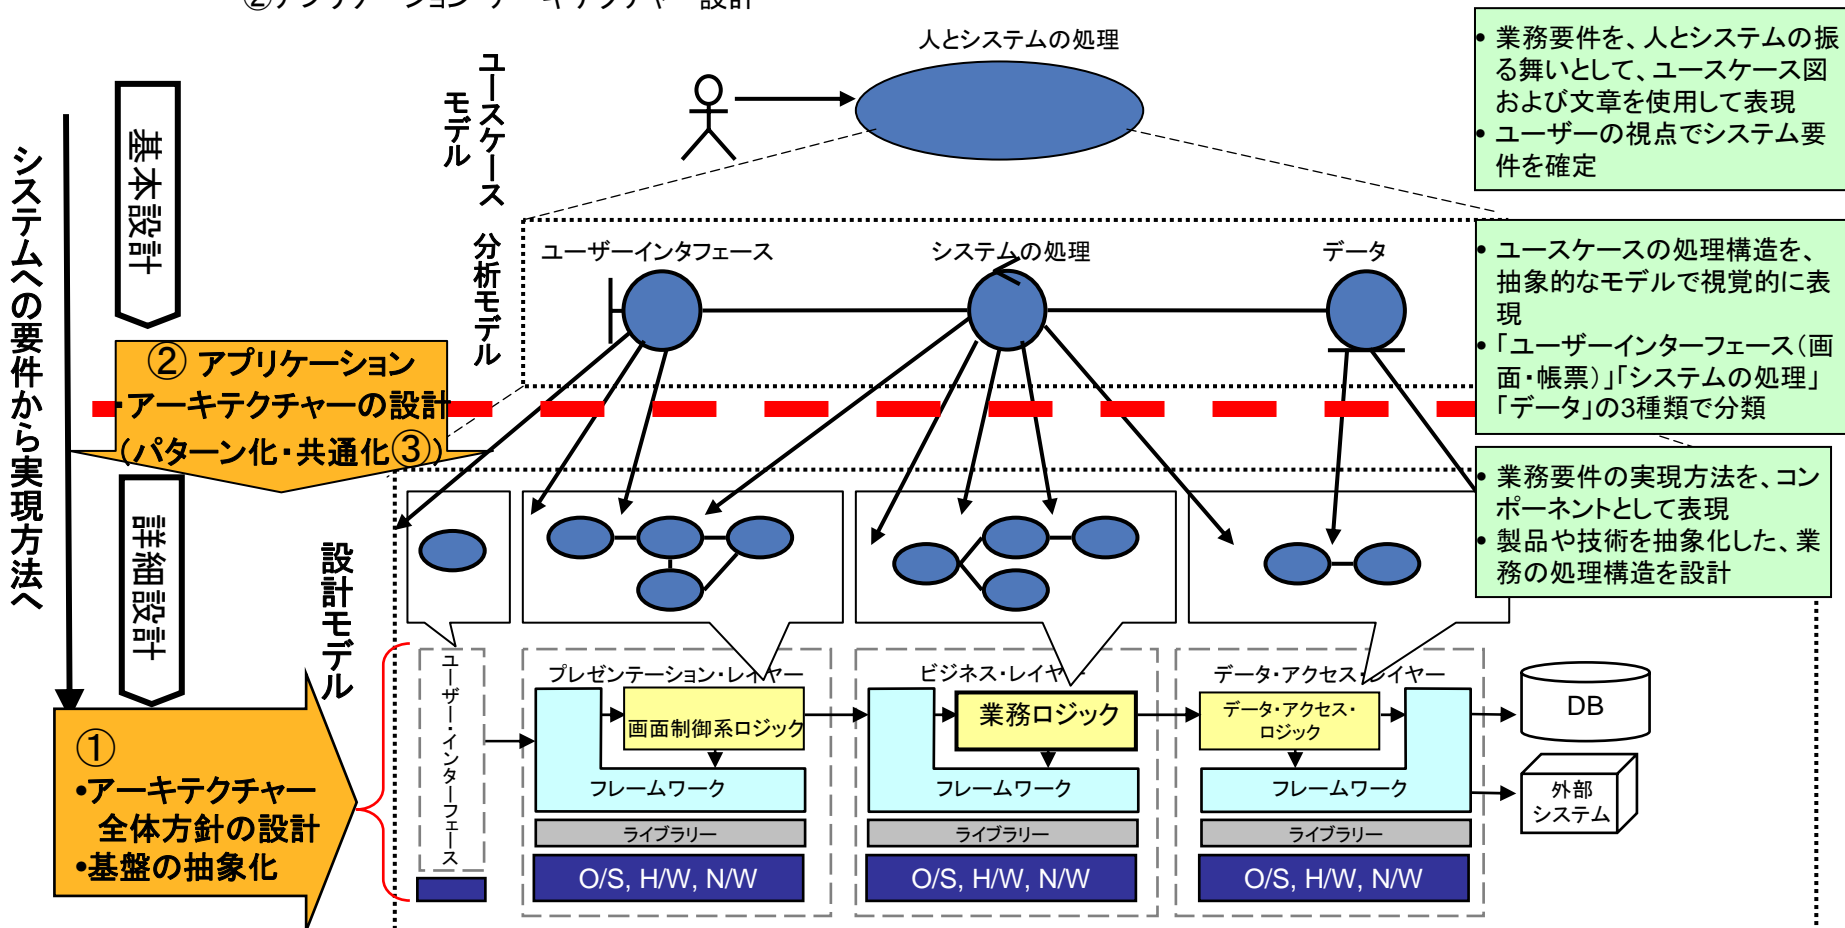 ②アプリケーション・アーキテクチャー設計
人とシステムの処理
ユースケース
モデル
• 業務要件を、人とシステムの振
る舞いとして、ユースケース図
および文章を使用して表現
• ユーザーの視点でシステム要
件を確定
システムへの要件から実現方法へ
基本設計
分析モデル
ユーザーインタフェース
システムの処理
データ
• ユースケースの処理構造を、
抽象的なモデルで視覚的に表
現
• 「ユーザーインターフェース（画
面・帳票）」「システムの処理」
「データ」の3種類で分類
② アプリケーション
・アーキテクチャーの設計
（パターン化・共通化③）
• 業務要件の実現方法を、コン
ポーネントとして表現
• 製品や技術を抽象化した、業
務の処理構造を設計
詳細設計
設計モデル
①
•アーキテクチャー
全体方針の設計
•基盤の抽象化
ユーザー・インターフェース
プレゼンテーション・レイヤー
画面制御系ロジック
フレームワーク
ライブラリー
O/S, H/W, N/W
ビジネス・レイヤー
業務ロジック
フレームワーク
ライブラリー
O/S, H/W, N/W
データ・アクセス・レイヤー
データ・アクセス・
ロジック
フレームワーク
ライブラリー
O/S, H/W, N/W
DB
外部
システム